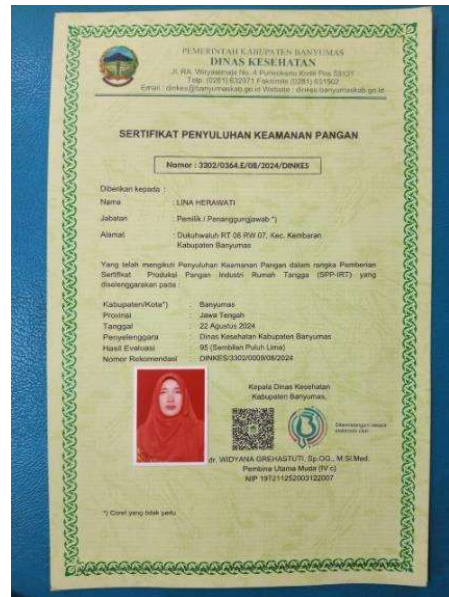 PEMERINTAH KABUPATEN BANYUMAS
DINAS KESEHATAN
Jl. RA. Wiryaatmaja No. 4 Purwokerto Kode Pos 53131
Telp. (0281) 632971 Faksimile (0281) 631502
Email : dinkes@banyumaskab.go.id Website : dinkes.banyumaskab.go.id
SERTIFIKAT PENYULUHAN KEAMANAN PANGAN
Nomor : 3302/0364.E/08/2024/DINKES
Diberikan kepada :
Nama : LINA HERAWATI
Jabatan : Pemilik / Penanggungjawab *)
Alamat : Dukuhwaluh RT 06 RW 07, Kec. Kembaran
Kabupaten Banyumas
Yang telah mengikuti Penyuluhan Keamanan Pangan dalam rangka Pemberian
Sertifikat Produksi Pangan Industri Rumah Tangga (SPP-IRT) yang
diselenggarakan pada :
Kabupaten/Kota*) : Banyumas
Provinsi : Jawa Tengah
Tanggal : 22 Agustus 2024
Penyelenggara : Dinas Kesehatan Kabupaten Banyumas
Hasil Evaluasi : 95 (Sembilan Puluh Lima)
Nomor Rekomendasi : DINKES/3302/0009/08/2024
Kepala Dinas Kesehatan
Kabupaten Banyumas,
Ditandatangani secara
elektronik oleh
dr. WIDYANA GREHASTUTI, Sp.OG., M.SI.Med.
Pembina Utama Muda (IV c)
NIP 197211252003122007
*) Coret yang tidak perlu